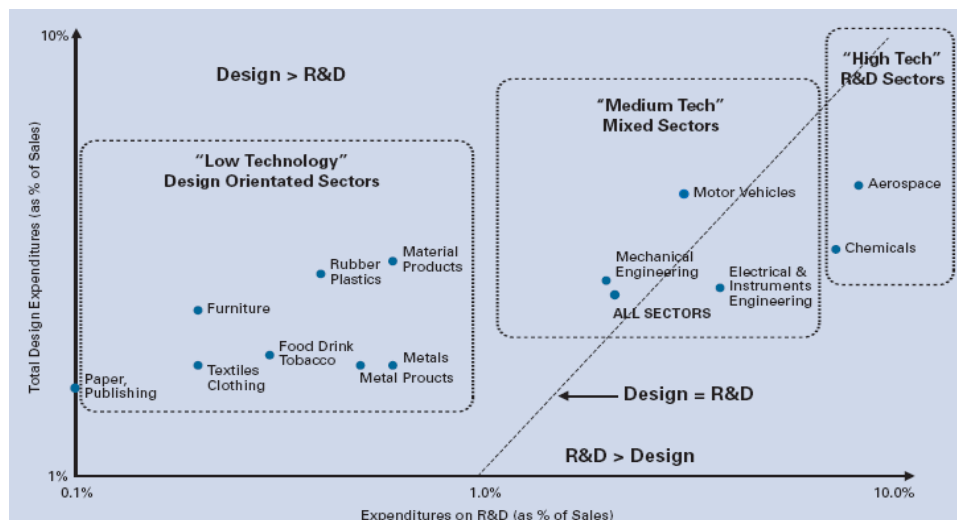 10%
Design > R&D
"High Tech"
R&D Sectors
"Medium Tech"
Mixed Sectors
"Low Technology"
Design Orientated Sectors
Motor Vehicles
Aerospace
Material
Products
Rubber
Plastics
Mechanical
Engineering
Chemicals
Electrical &
Instruments
Engineering
Furniture
ALL SECTORS
Food Drink
Tobacco
Metals
Metal Proucts
Textiles
Clothing
Paper,
Publishing
Design = R&D
R&D > Design
Total Design Expenditures (as % of Sales)
1%
0.1%
1.0%
10.0%
Expenditures on R&D (as % of Sales)